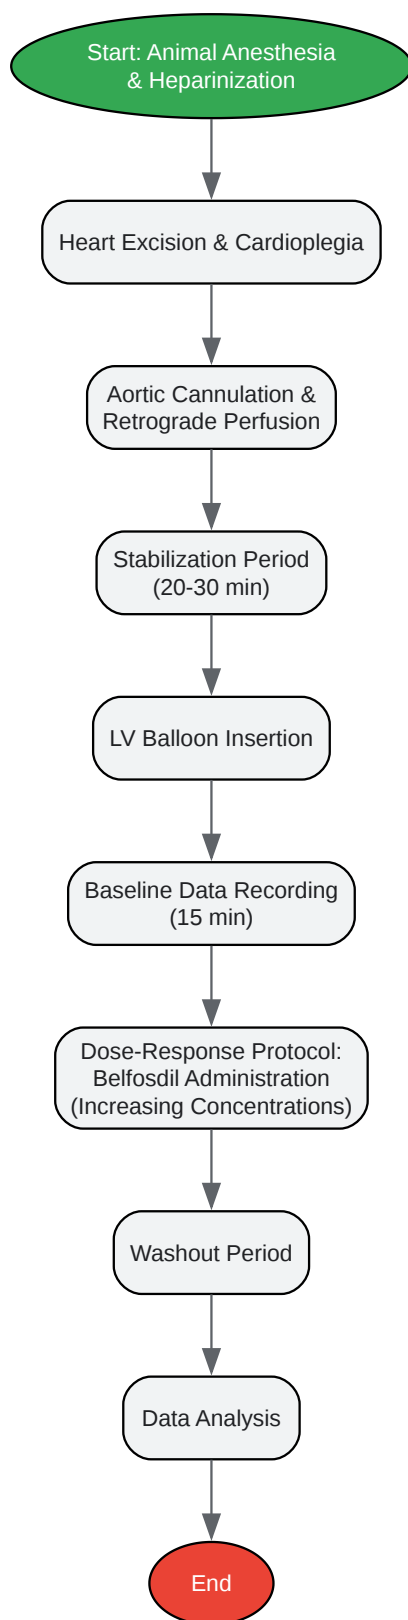 Start: Animal Anesthesia
& Heparinization
Heart Excision & Cardioplegia
Aortic Cannulation &
Retrograde Perfusion
Stabilization Period
(20-30 min)
LV Balloon Insertion
Baseline Data Recording
(15 min)
Dose-Response Protocol:
Belfosdil Administration
(Increasing Concentrations)
Washout Period
Data Analysis
End